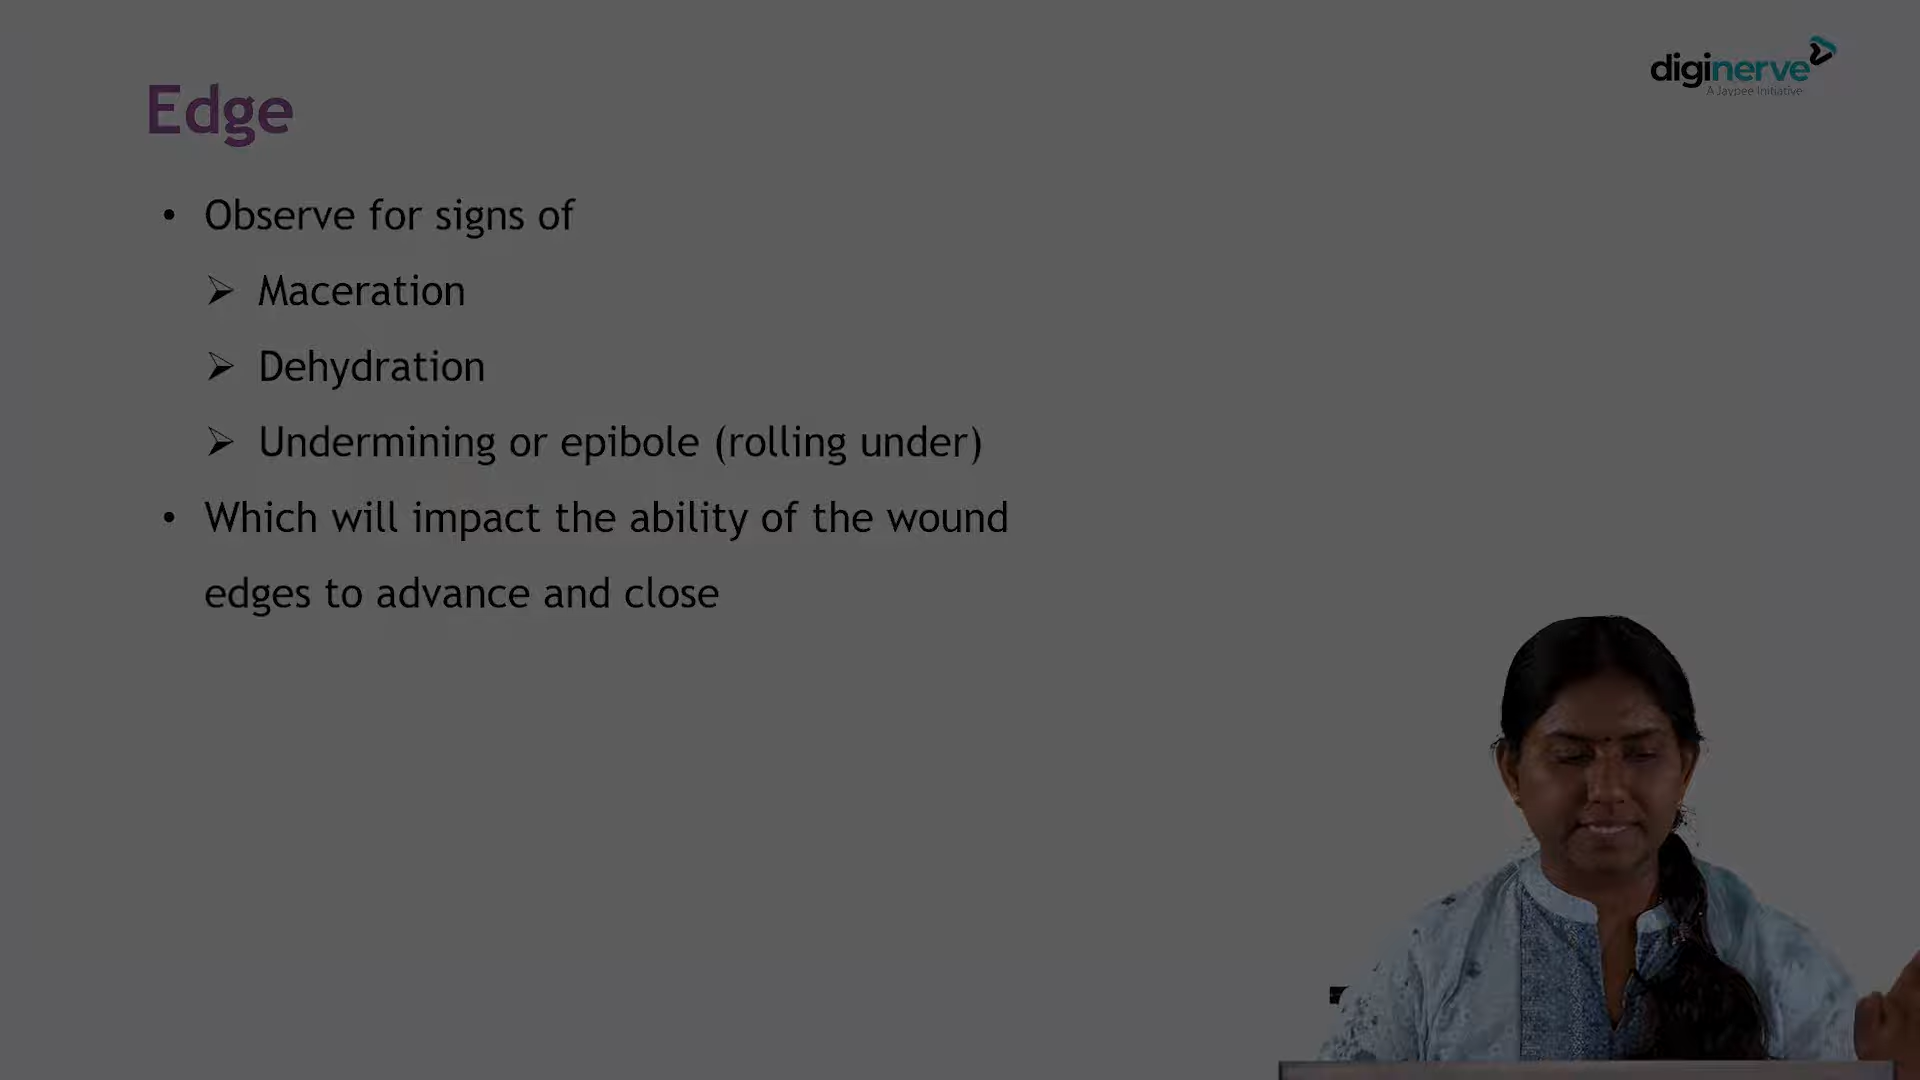 diginerve
A Jaypee Initiative
Edge
• Observe for signs of
➢ Maceration
➢ Dehydration
➢ Undermining or epibole (rolling under)
• Which will impact the ability of the wound
edges to advance and close